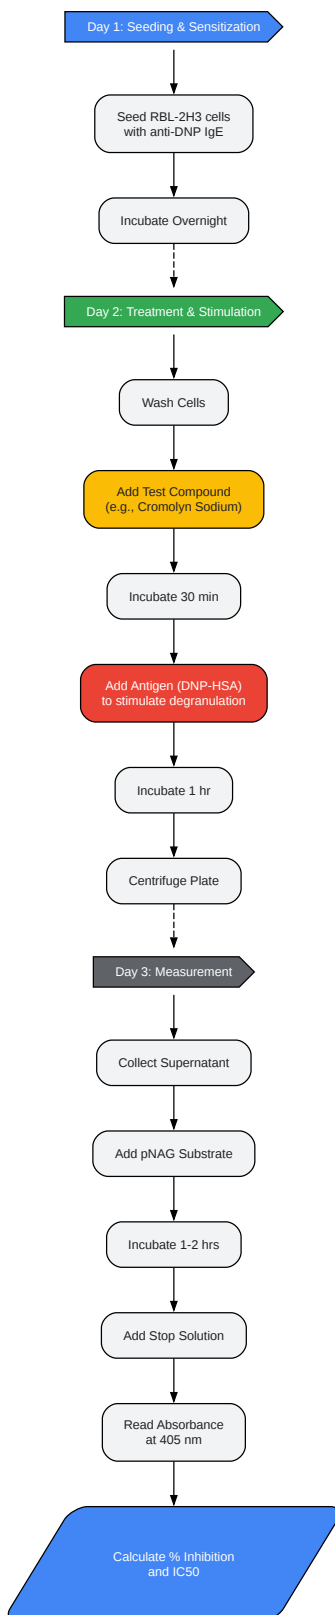 Day 1: Seeding & Sensitization
Seed RBL-2H3 cells
with anti-DNP IgE
Incubate Overnight
Day 2: Treatment & Stimulation
Wash Cells
Add Test Compound
(e.g., Cromolyn Sodium)
Incubate 30 min
Add Antigen (DNP-HSA)
to stimulate degranulation
Incubate 1 hr
Centrifuge Plate
Day 3: Measurement
Collect Supernatant
Add pNAG Substrate
Incubate 1-2 hrs
Add Stop Solution
Read Absorbance
at 405 nm
Calculate % Inhibition
and IC50